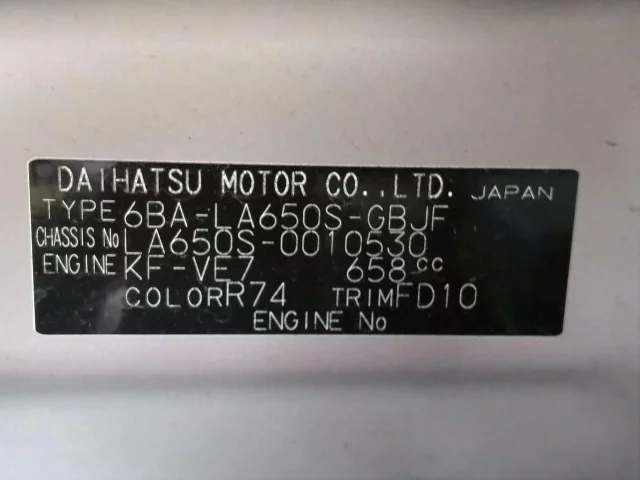 DAIHATSU MOTOR CO.,LTD. JAPAN
TYPE 6BA-LA650S-GBJF
CHASSIS No LA650S-0010530
ENGINE KF-VE7 658cc
COLOR R74 TRIM FD10
ENGINE No